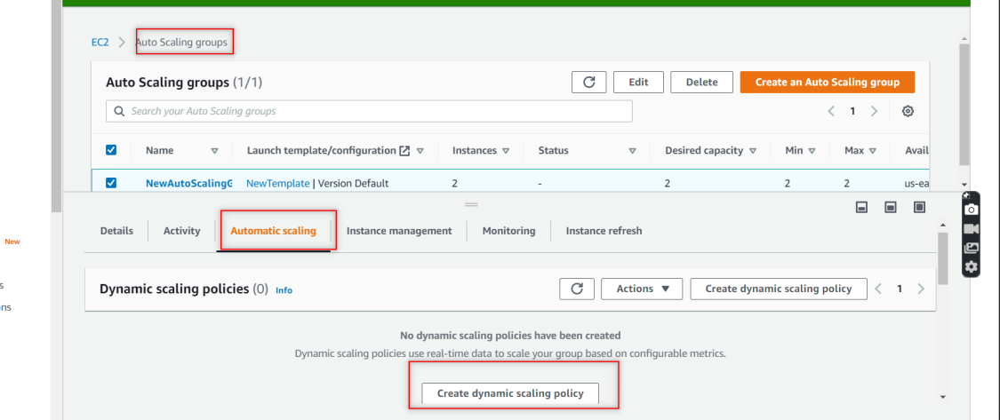 EC2 > Auto Scaling groups
Auto Scaling groups (1/1)
Edit
Delete
Create an Auto Scaling group
Search your Auto Scaling groups
1
Name
Launch template/configuration
Instances
Status
Desired capacity
Min
Max
Avail
NewAutoScalingG
NewTemplate | Version Default
2
-
2
2
2
us-ea
Details
Activity
Automatic scaling
Instance management
Monitoring
Instance refresh
New
Dynamic scaling policies (0) Info
Actions
Create dynamic scaling policy
1
s
ons
No dynamic scaling policies have been created
Dynamic scaling policies use real-time data to scale your group based on configurable metrics.
Create dynamic scaling policy